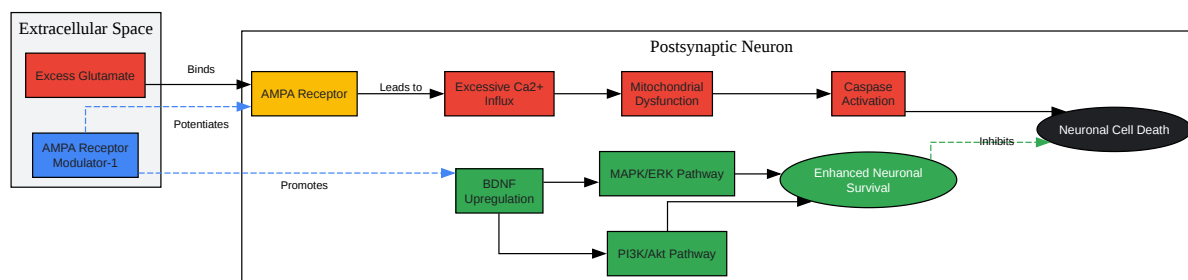 Extracellular Space
Postsynaptic Neuron
Excess Glutamate
Binds
AMPA Receptor
Leads to
Excessive Ca2+
Influx
Mitochondrial
Dysfunction
Caspase
Activation
Neuronal Cell Death
AMPA Receptor
Modulator-1
Potentiates
Promotes
BDNF
Upregulation
MAPK/ERK Pathway
PI3K/Akt Pathway
Enhanced Neuronal
Survival
Inhibits